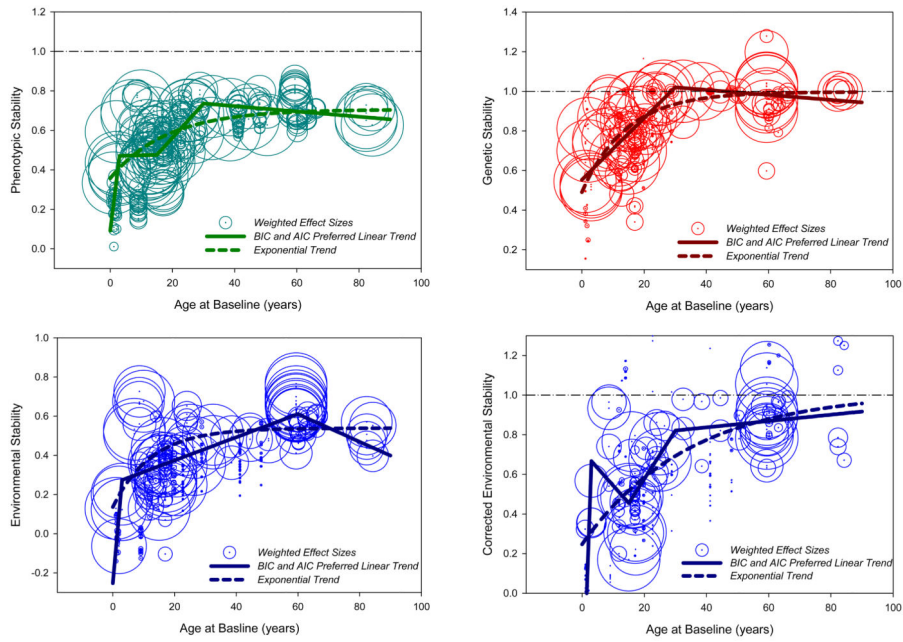 1.2
1.0
0.8
0.6
0.4
0.2
0.0
Phenotypic Stability
Weighted Effect Sizes
BIC and AIC Preferred Linear Trend
Exponential Trend
0 20 40 60 80 100
Age at Baseline (years)
1.4
1.2
1.0
0.8
0.6
0.4
0.2
Genetic Stability
Weighted Effect Sizes
BIC and AIC Preferred Linear Trend
Exponential Trend
0 20 40 60 80 100
Age at Baseline (years)
1.0
0.8
0.6
0.4
0.2
0.0
-0.2
Environmental Stability
Weighted Effect Sizes
BIC and AIC Preferred Linear Trend
Exponential Trend
0 20 40 60 80 100
Age at Basline (years)
1.2
1.0
0.8
0.6
0.4
0.2
0.0
Corrected Environmental Stability
Weighted Effect Sizes
BIC and AIC Preferred Linear Trend
Exponential Trend
0 20 40 60 80 100
Age at Baseline (years)